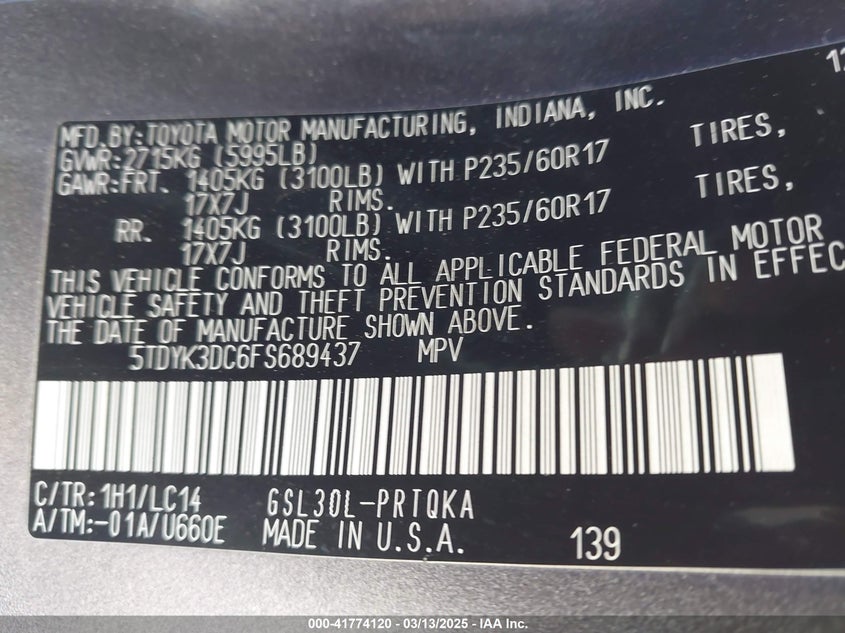 MFD.BY:TOYOTA MOTOR MANUFACTURING, INDIANA, INC.
GVWR:2715KG (5995LB)
GAWR:FRT. 1405KG (3100LB) WITH P235/60R17 TIRES,
17X7J RIMS.
RR. 1405KG (3100LB) WITH P235/60R17 TIRES,
17X7J RIMS.
THIS VEHICLE CONFORMS TO ALL APPLICABLE FEDERAL MOTOR
VEHICLE SAFETY AND THEFT PREVENTION STANDARDS IN EFFEC
THE DATE OF MANUFACTURE SHOWN ABOVE.
5TDYK3DC6FS689437 MPV
C/TR:1H1/LC14 GSL30L-PRTQKA
A/TM:-01A/U660E MADE IN U.S.A. 139
000-41774120 --- 03/13/2025 --- IAA Inc.